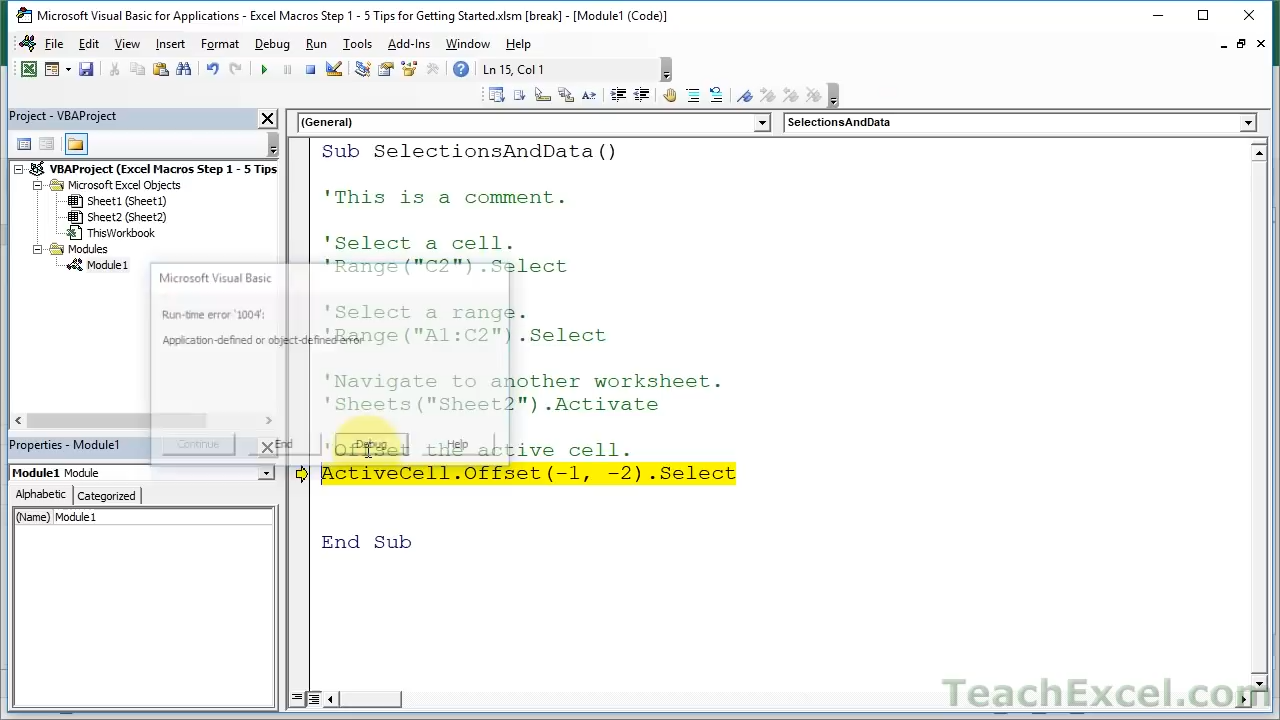 Microsoft Visual Basic for Applications - Excel Macros Step 1 - 5 Tips for Getting Started.xlsm [break] - [Module1 (Code)]
File Edit View Insert Format Debug Run Tools Add-Ins Window Help
Ln 15, Col 1
Project - VBAProject
VBAProject (Excel Macros Step 1 - 5 Tips
Microsoft Excel Objects
Sheet1 (Sheet1)
Sheet2 (Sheet2)
ThisWorkbook
Modules
Module1
Properties - Module1
Module1 Module
Alphabetic Categorized
(Name) Module1
(General) SelectionsAndData
Sub SelectionsAndData()
'This is a comment.
'Select a cell.
'Range("C2").Select
'Select a range.
'Range("A1:C2").Select
'Navigate to another worksheet.
'Sheets("Sheet2").Activate
'Offset the active cell.
ActiveCell.Offset(-1, -2).Select
End Sub
Microsoft Visual Basic
Run-time error '1004':
Application-defined or object-defined error
Continue End Debug Help
TeachExcel.com